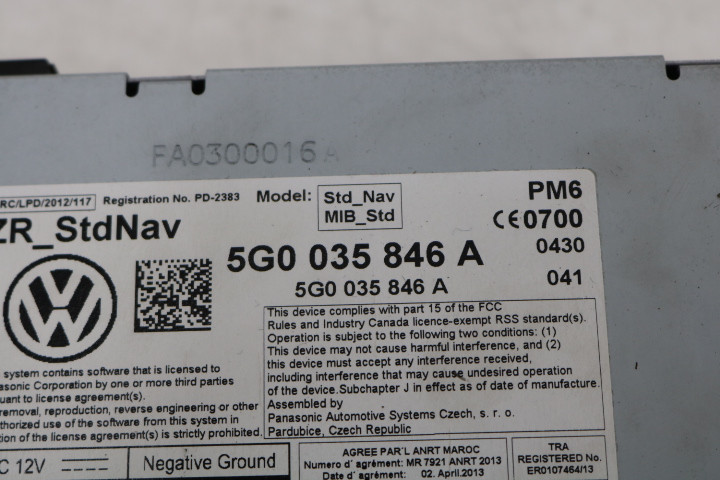 FA0300016A
RC/LPD/2012/117 Registration No. PD-2383 Model: Std_Nav
MIB_Std
PM6
CE0700
ZR_StdNav
5G0 035 846 A
0430
5G0 035 846 A
041
This device complies with part 15 of the FCC
Rules and Industry Canada licence-exempt RSS standard(s).
Operation is subject to the following two conditions: (1)
This device may not cause harmful interference, and (2)
this device must accept any interference received,
including interference that may cause undesired operation
of the device.Subchapter J in effect as of date of manufacture.
Assembled by
Panasonic Automotive Systems Czech, s. r. o.
Pardubice, Czech Republic
system contains software that is licensed to
asonic Corporation by one or more third parties
uant to license agreement(s).
removal, reproduction, reverse engineering or other
thorized use of the software from this system in
tion of the license agreement(s) is strictly prohibited.
C 12V
Negative Ground
AGREE PAR'L ANRT MAROC
Numero d'agrément: MR 7921 ANRT 2013
Date d'agrément: 02. April.2013
TRA
REGISTERED No.
ER0107464/13